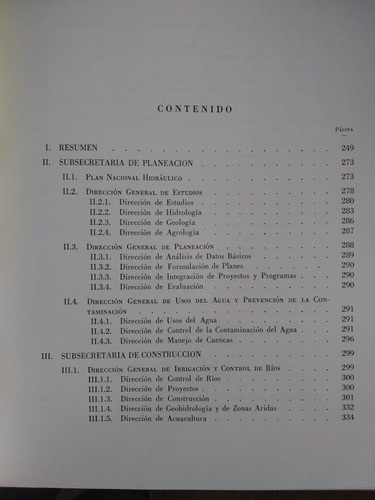 CONTENIDO
PÁGINA
I. RESUMEN . . . . . . . . . . . . . . . 249
II. SUBSECRETARIA DE PLANEACION . . . . . . . . . . 273
II.1. PLAN NACIONAL HIDRÁULICO . . . . . . . . . . 273
II.2. DIRECCIÓN GENERAL DE ESTUDIOS . . . . . . . . . 278
II.2.1. Dirección de Estudios . . . . . . . . . 280
II.2.2. Dirección de Hidrología . . . . . . . . . 283
II.2.3. Dirección de Geología . . . . . . . . . 286
II.2.4. Dirección de Agrología . . . . . . . . . 287
II.3. DIRECCIÓN GENERAL DE PLANEACIÓN . . . . . . . . 288
II.3.1. Dirección de Análisis de Datos Básicos . . . . . . 289
II.3.2. Dirección de Formulación de Planes . . . . . . 290
II.3.3. Dirección de Integración de Proyectos y Programas . . . . 290
II.3.4. Dirección de Evaluación . . . . . . . . . 290
II.4. DIRECCIÓN GENERAL DE USOS DEL AGUA Y PREVENCIÓN DE LA CON-
TAMINACIÓN . . . . . . . . . . . . . 291
II.4.1. Dirección de Usos del Agua . . . . . . . . 291
II.4.2. Dirección de Control de la Contaminación del Agua . . . . 291
II.4.3. Dirección de Manejo de Cuencas . . . . . . . 296
III. SUBSECRETARIA DE CONSTRUCCION . . . . . . . . . 299
III.1. DIRECCIÓN GENERAL DE IRRIGACIÓN Y CONTROL DE RÍOS . . . . 299
III.1.1. Dirección de Control de Ríos . . . . . . . 300
III.1.2. Dirección de Proyectos . . . . . . . . . 300
III.1.3. Dirección de Construcción . . . . . . . . 301
III.1.4. Dirección de Geohidrología y de Zonas Aridas . . . . . 332
III.1.5. Dirección de Acuacultura . . . . . . . . 334